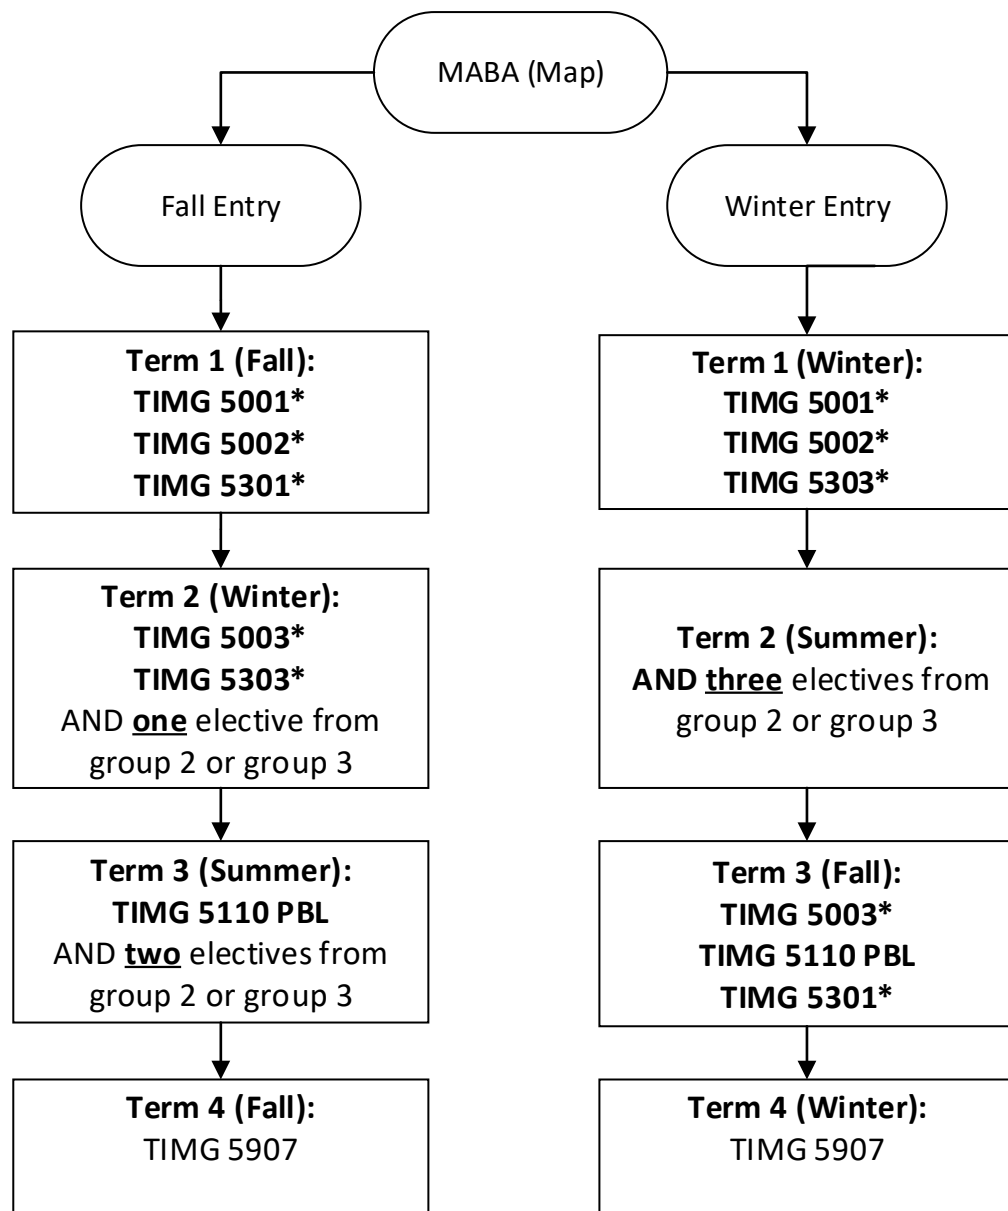 MABA (Map)
Fall Entry
Term 1 (Fall):
TIMG 5001*
TIMG 5002*
TIMG 5301*
Term 2 (Winter):
TIMG 5003*
TIMG 5303*
AND one elective from
group 2 or group 3
Term 3 (Summer):
TIMG 5110 PBL
AND two electives from
group 2 or group 3
Term 4 (Fall):
TIMG 5907
Winter Entry
Term 1 (Winter):
TIMG 5001*
TIMG 5002*
TIMG 5303*
Term 2 (Summer):
AND three electives from
group 2 or group 3
Term 3 (Fall):
TIMG 5003*
TIMG 5110 PBL
TIMG 5301*
Term 4 (Winter):
TIMG 5907